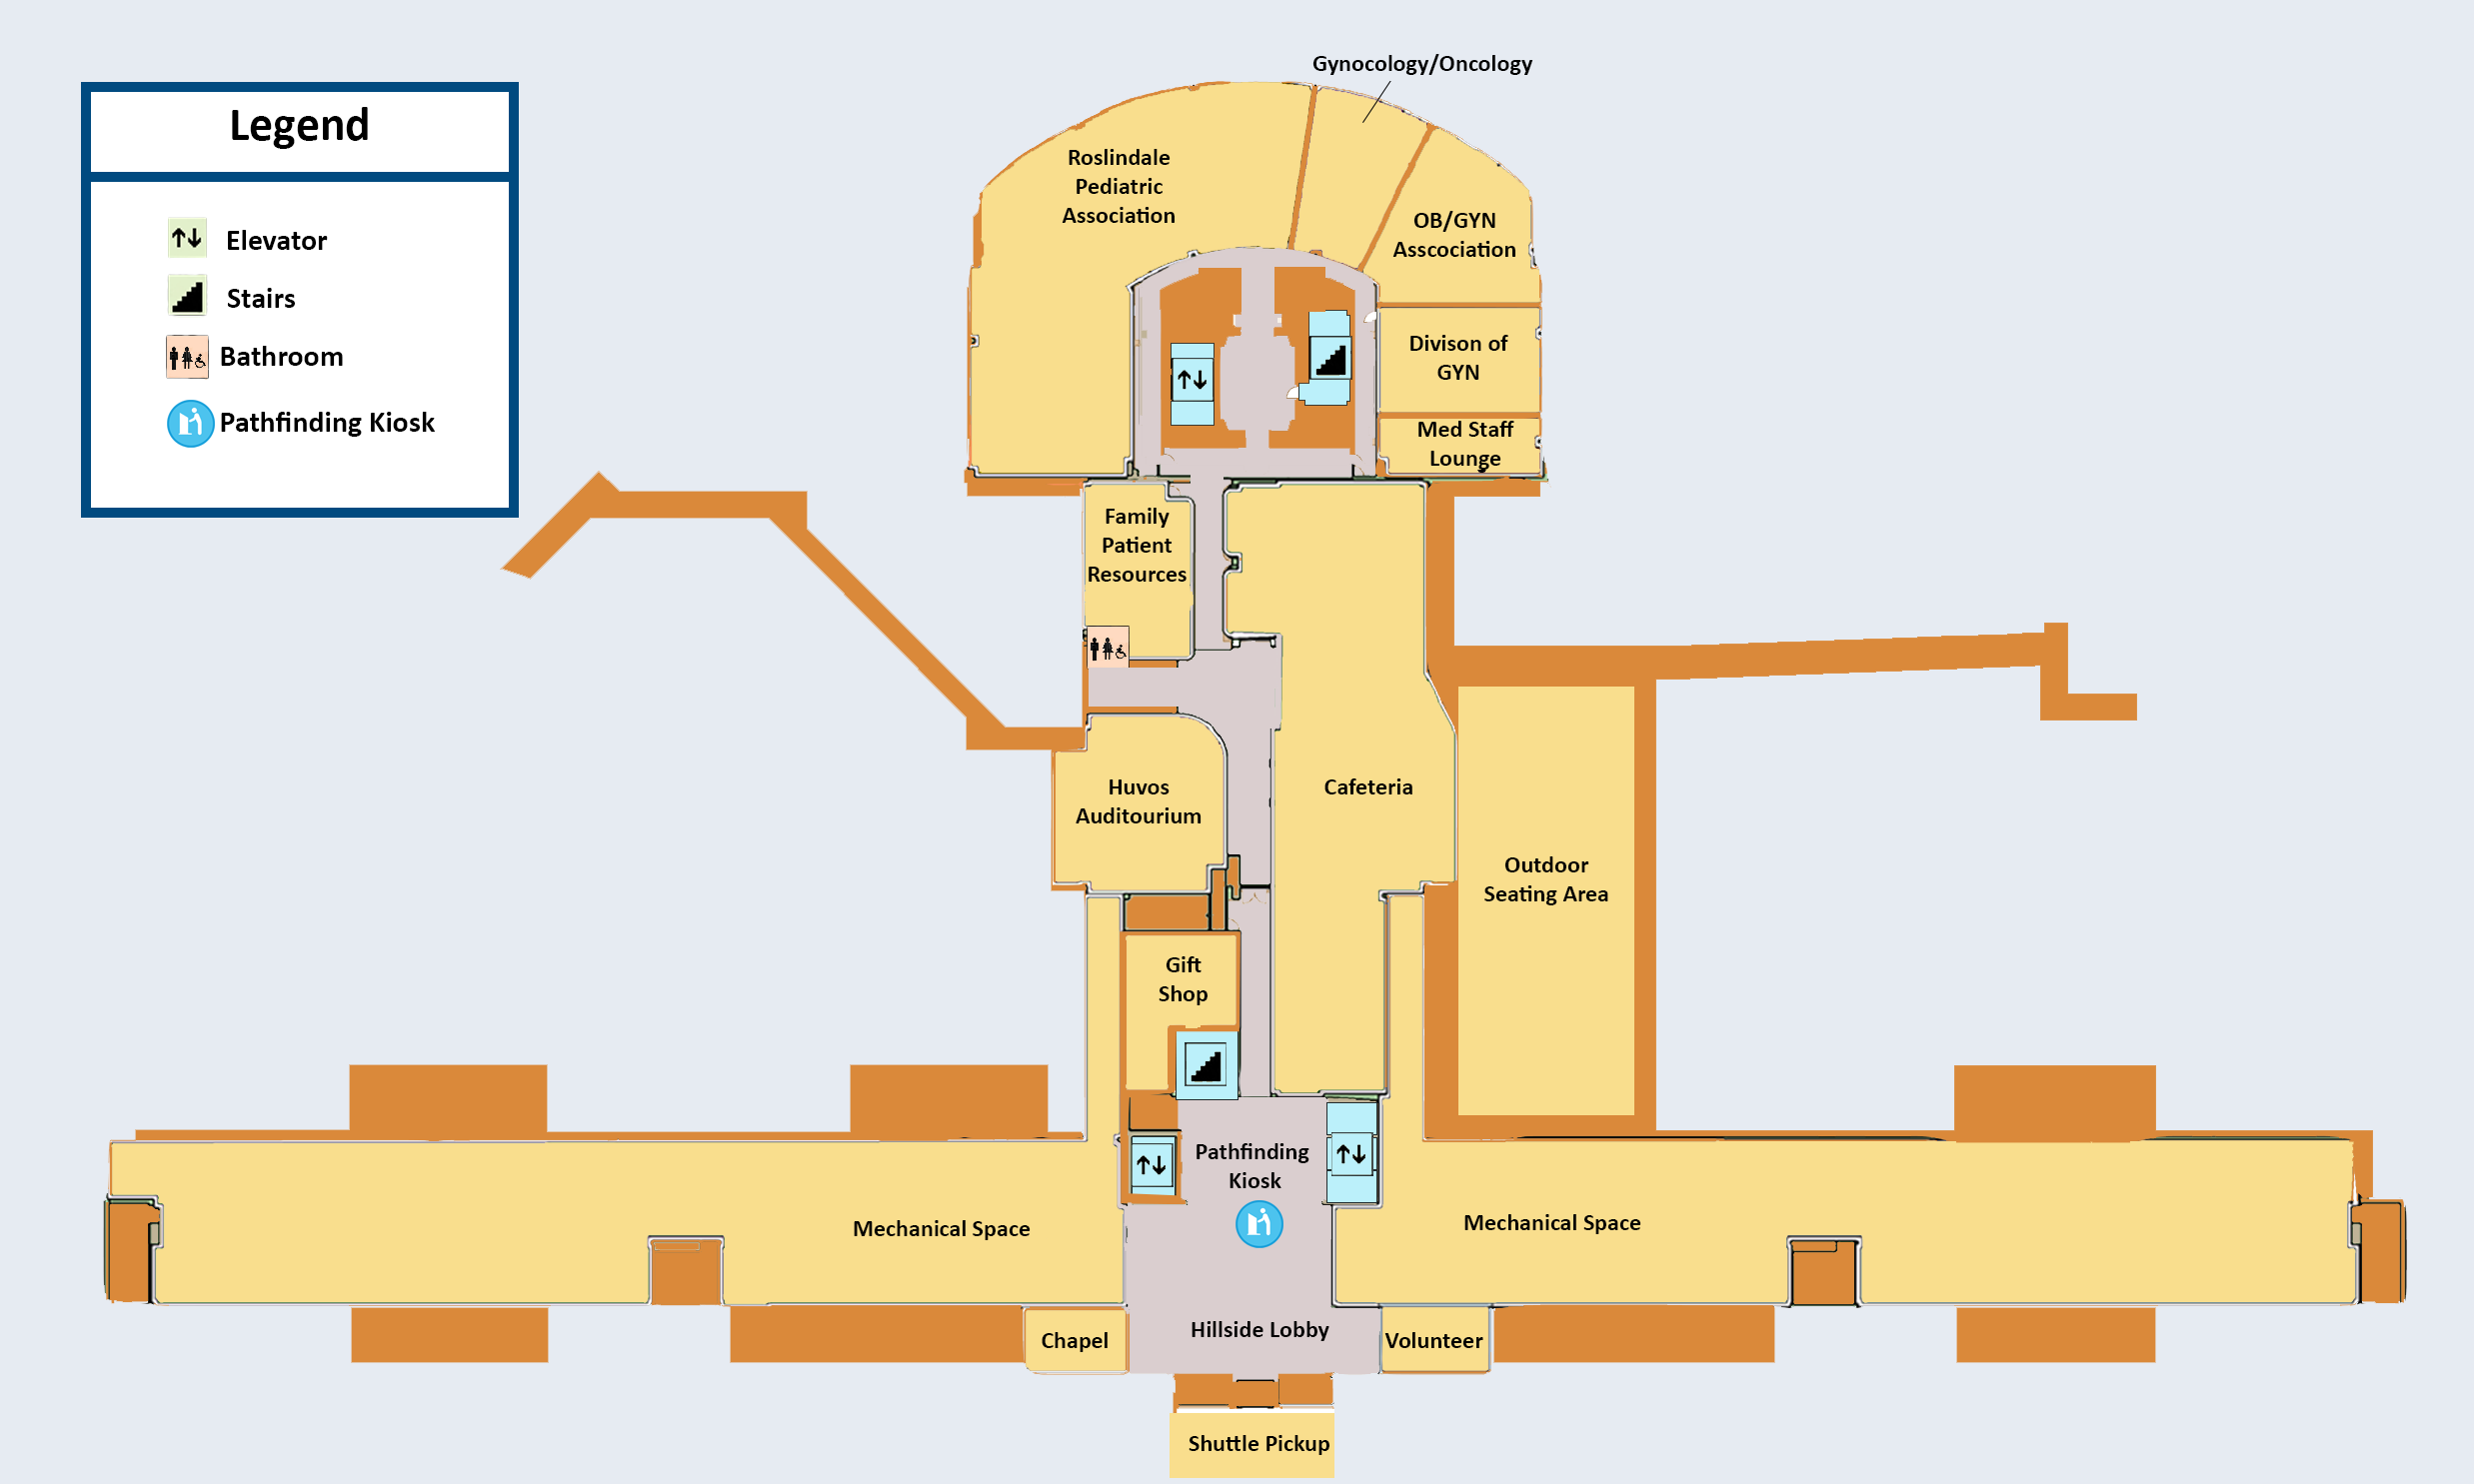 Gynocology/Oncology
Legend
Elevator
Stairs
Bathroom
Pathfinding Kiosk
Roslindale
Pediatric
Association
OB/GYN
Asscociation
Divison of
GYN
Med Staff
Lounge
Family
Patient
Resources
Huvos
Auditourium
Cafeteria
Outdoor
Seating Area
Gift
Shop
Pathfinding
Kiosk
Mechanical Space
Mechanical Space
Hillside Lobby
Chapel
Volunteer
Shuttle Pickup